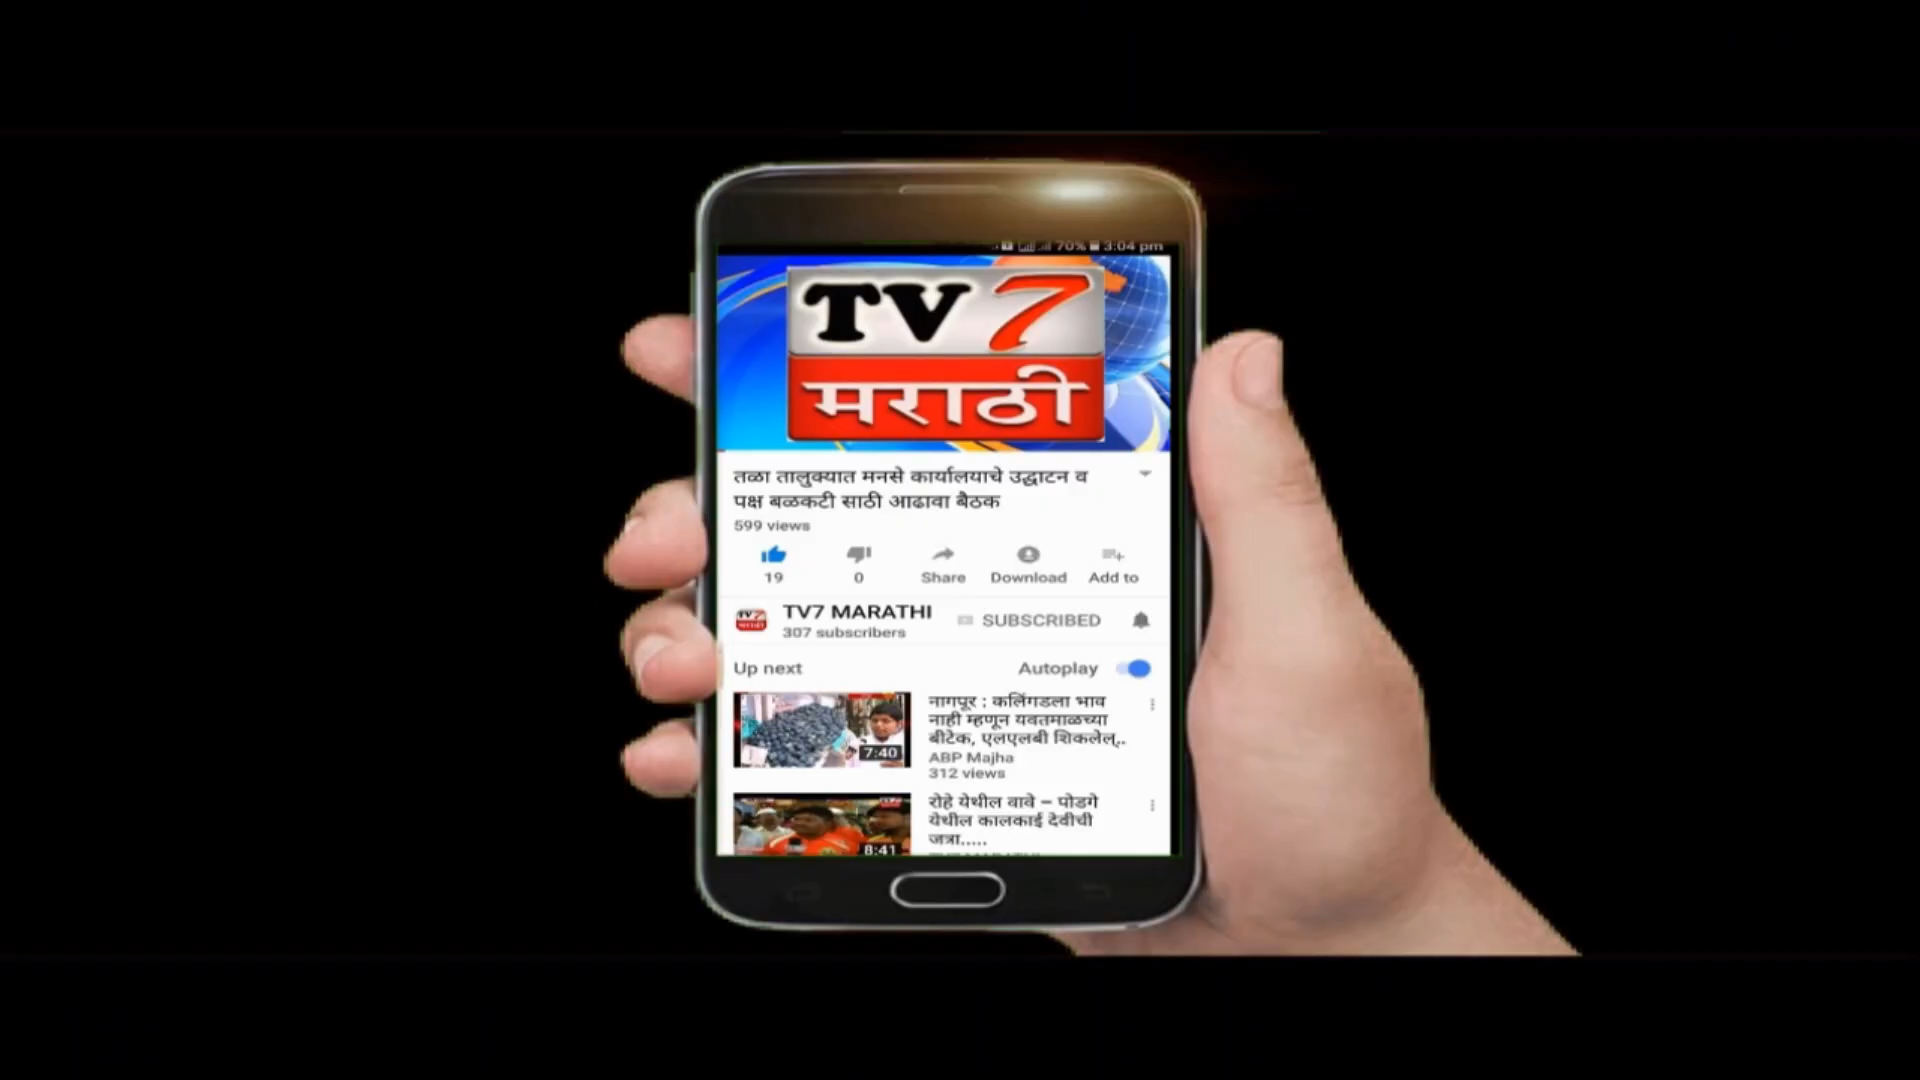 70% 3:04 pm
TV 7
मराठी
तळा तालुक्यात मनसे कार्यालयाचे उद्घाटन व
पक्ष बळकटी साठी आढावा बैठक
599 views
19
0
Share
Download
Add to
TV7
मराठी
TV7 MARATHI
307 subscribers
SUBSCRIBED
Up next
Autoplay
7:40
नागपूर : कलिंगडला भाव
नाही म्हणून यवतमाळच्या
बीटेक, एलएलबी शिकलेल्..
ABP Majha
312 views
8:41
रोहे येथील वावे – पोडगे
येथील कालकाई देवीची
जत्रा.....